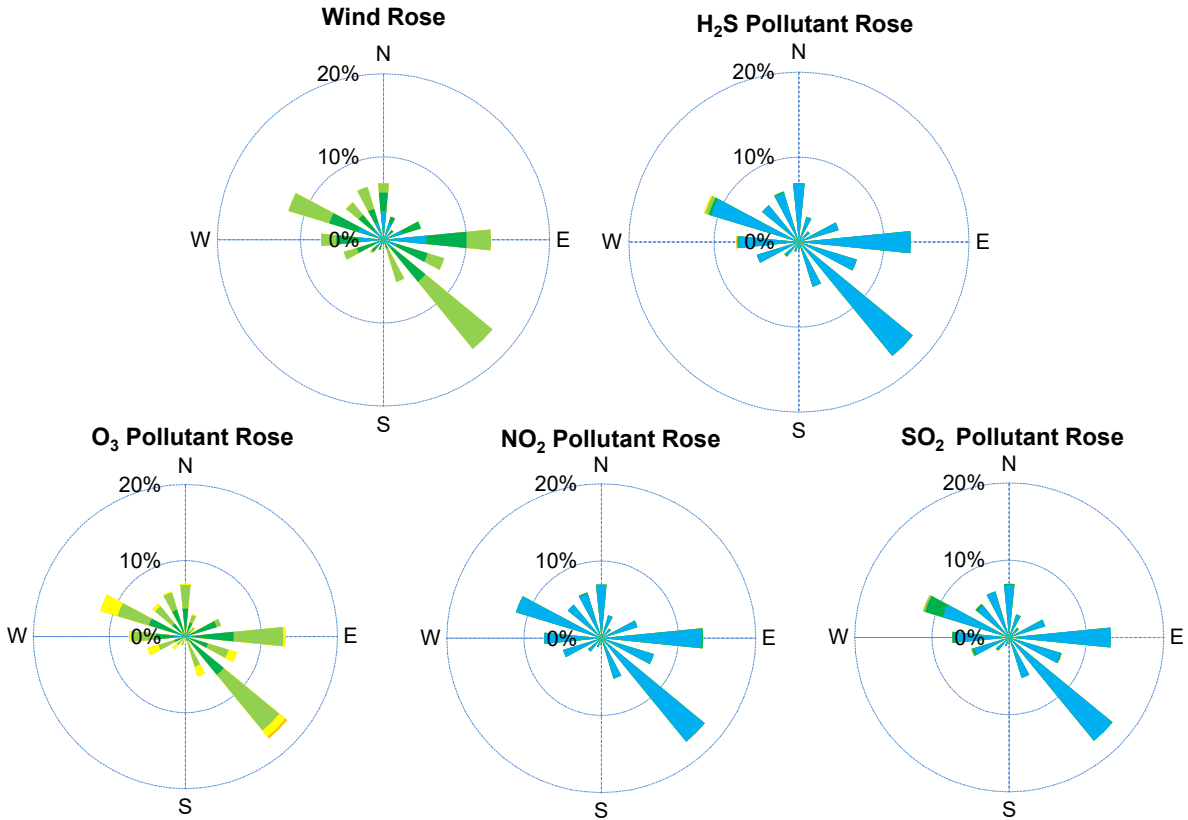 Wind Rose
N
20%
10%
0%
W
E
S
H₂S Pollutant Rose
N
20%
10%
0%
W
E
S
O₃ Pollutant Rose
N
20%
10%
0%
W
E
S
NO₂ Pollutant Rose
N
20%
10%
0%
W
E
S
SO₂ Pollutant Rose
N
20%
10%
0%
W
E
S